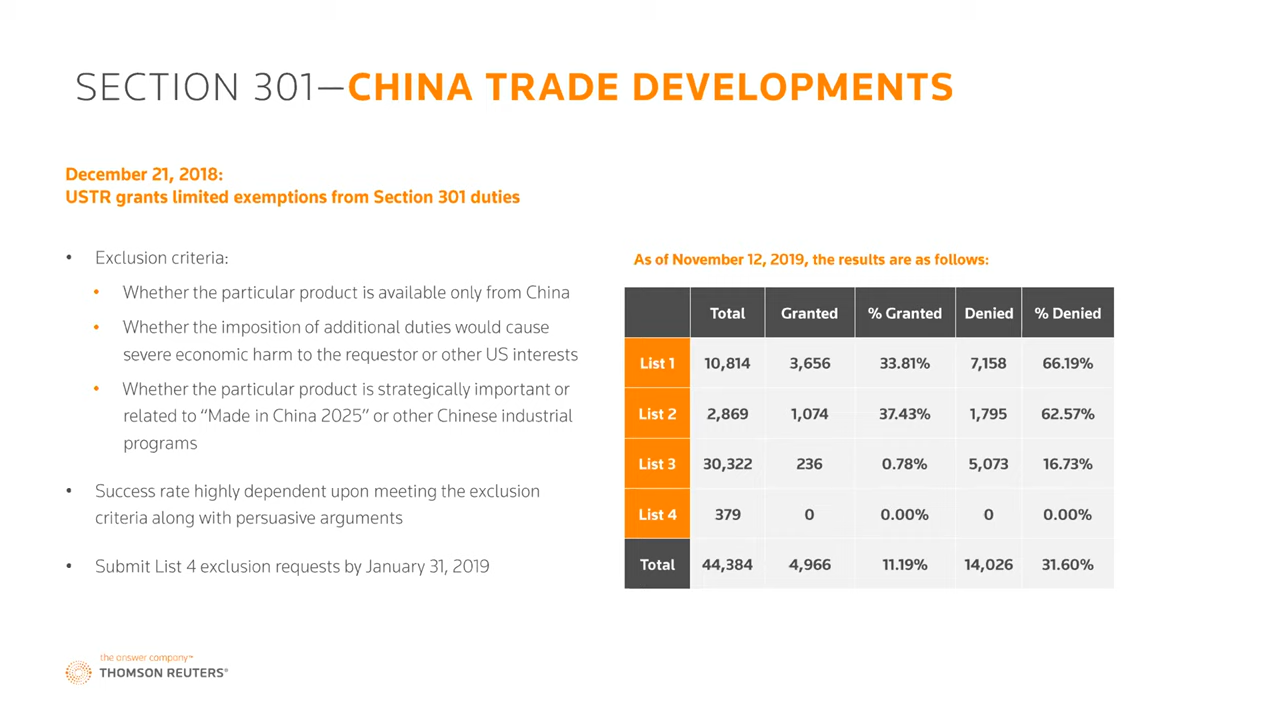 SECTION 301—CHINA TRADE DEVELOPMENTS
December 21, 2018:
USTR grants limited exemptions from Section 301 duties
• Exclusion criteria:
• Whether the particular product is available only from China
• Whether the imposition of additional duties would cause
severe economic harm to the requestor or other US interests
• Whether the particular product is strategically important or
related to “Made in China 2025” or other Chinese industrial
programs
• Success rate highly dependent upon meeting the exclusion
criteria along with persuasive arguments
• Submit List 4 exclusion requests by January 31, 2019
As of November 12, 2019, the results are as follows:
Total Granted % Granted Denied % Denied
List 1 10,814 3,656 33.81% 7,158 66.19%
List 2 2,869 1,074 37.43% 1,795 62.57%
List 3 30,322 236 0.78% 5,073 16.73%
List 4 379 0 0.00% 0 0.00%
Total 44,384 4,966 11.19% 14,026 31.60%
the answer company™
THOMSON REUTERS®